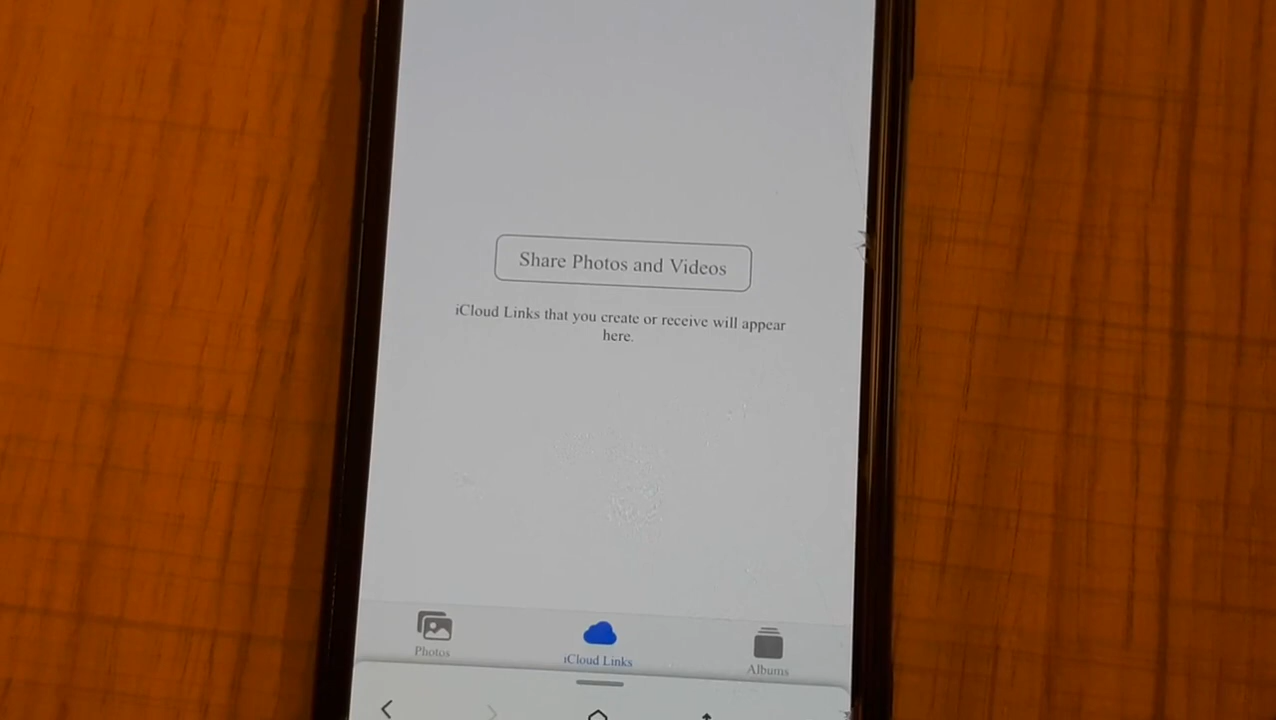 Share Photos and Videos
iCloud Links that you create or receive will appear
here.
Photos
iCloud Links
Albums